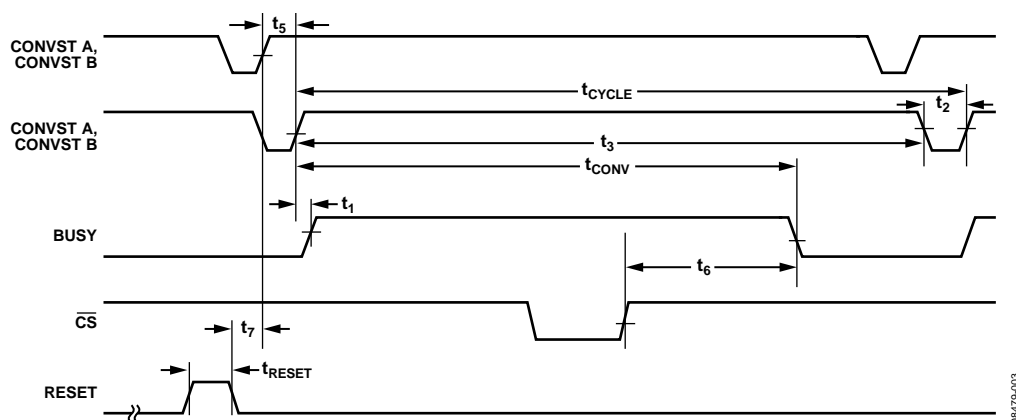 t5
CONVST A,
CONVST B
tCYCLE
t2
CONVST A,
CONVST B
t3
tCONV
t1
BUSY
t6
CS
t7
tRESET
RESET
08479-003